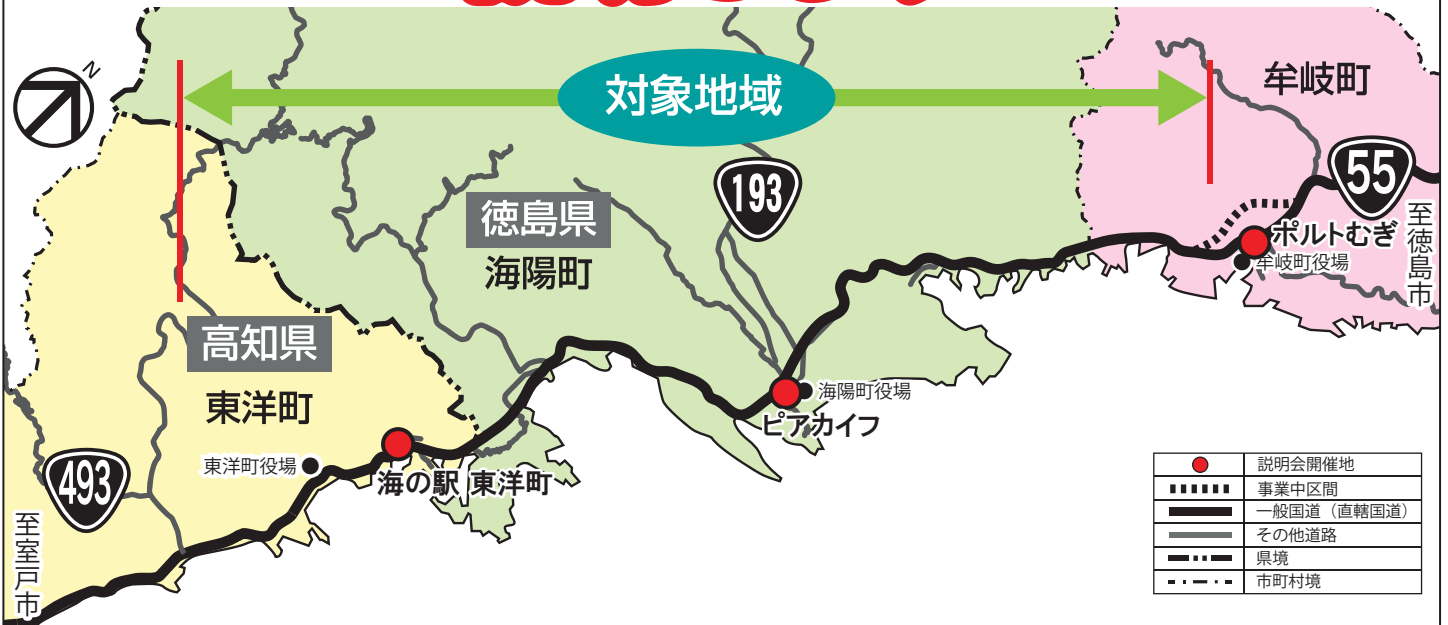 N
対象地域
牟岐町
193
55
徳島県
海陽町
ポルトむぎ
牟岐町役場
至徳島市
高知県
東洋町
海陽町役場
ピアカイフ
東洋町役場
海の駅 東洋町
493
至室戸市
説明会開催地
事業中区間
一般国道（直轄国道）
その他道路
県境
市町村境